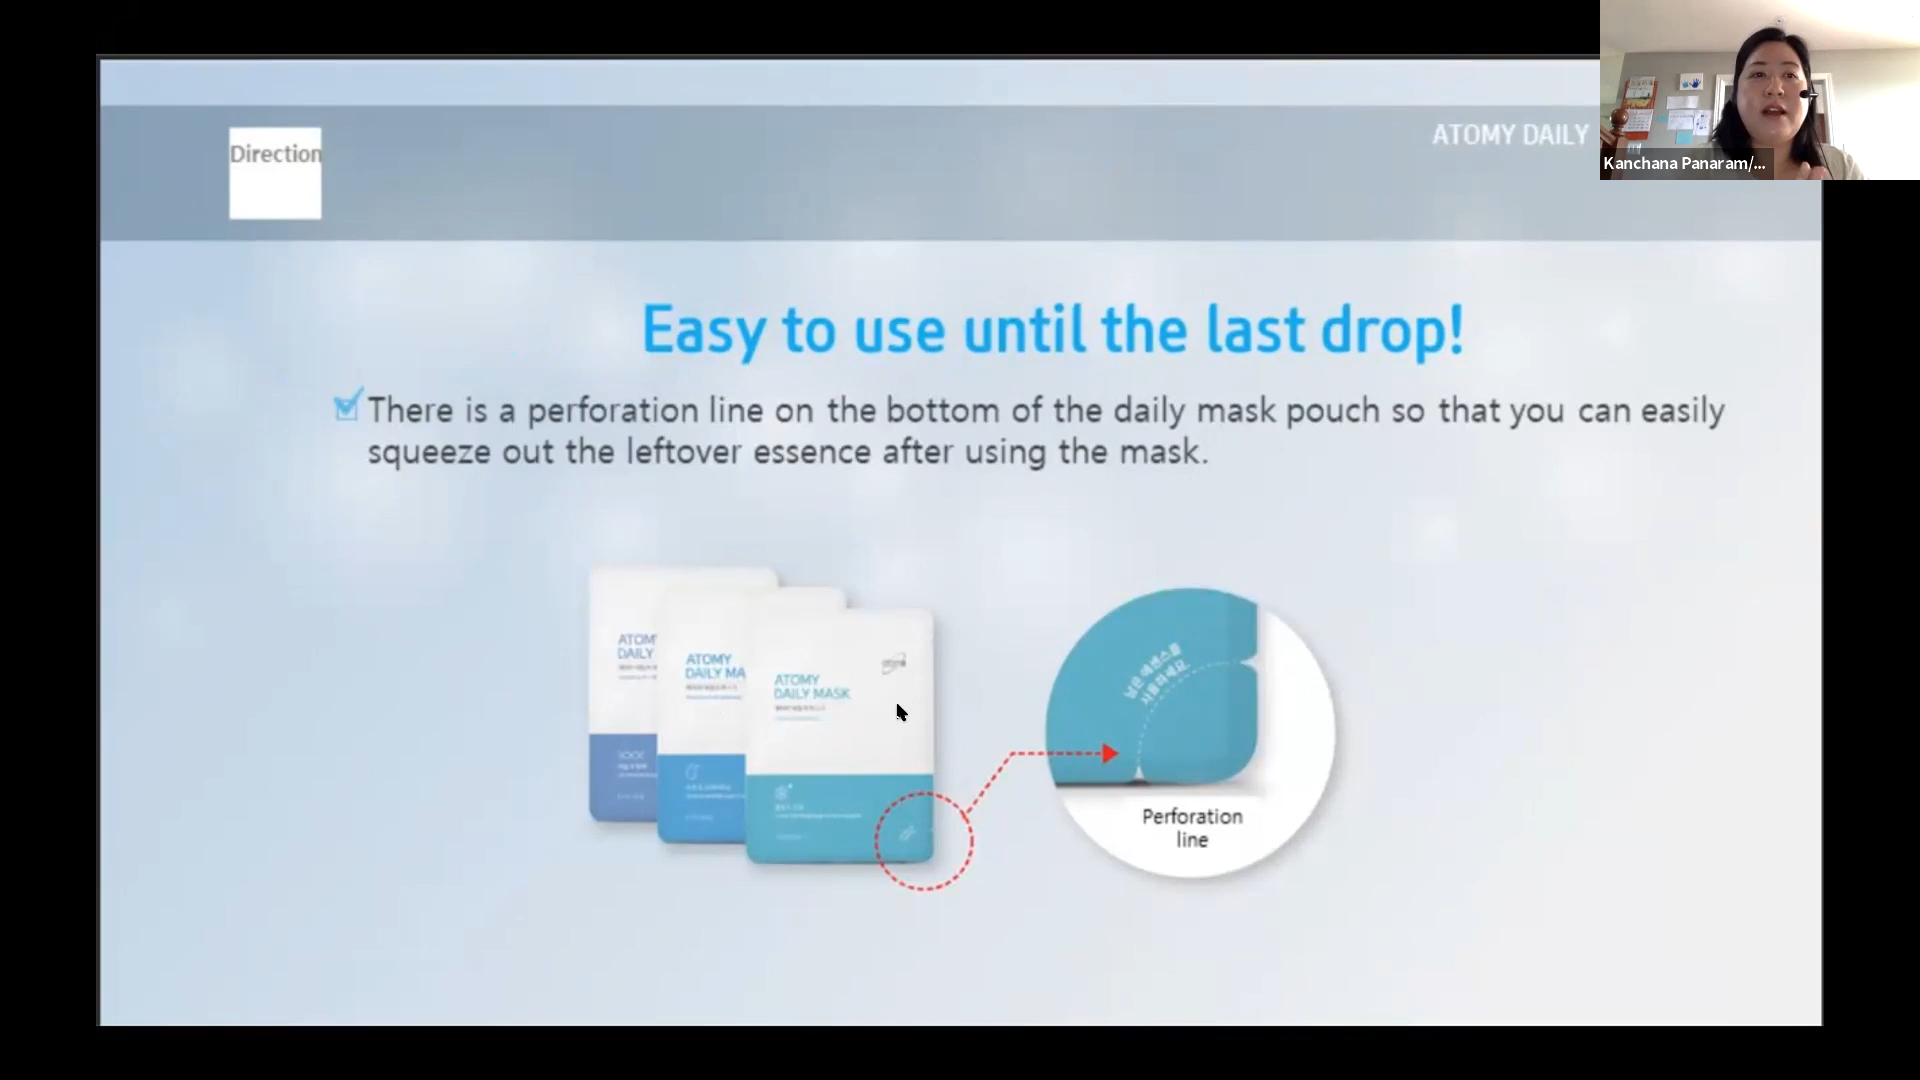 Direction
ATOMY DAILY
Kanchana Panaram/...
Easy to use until the last drop!
There is a perforation line on the bottom of the daily mask pouch so that you can easily
squeeze out the leftover essence after using the mask.
ATOMY
DAILY
ATOMY
DAILY MA
ATOMY
DAILY MASK
남은 에센스를
사용하세요.
Perforation
line